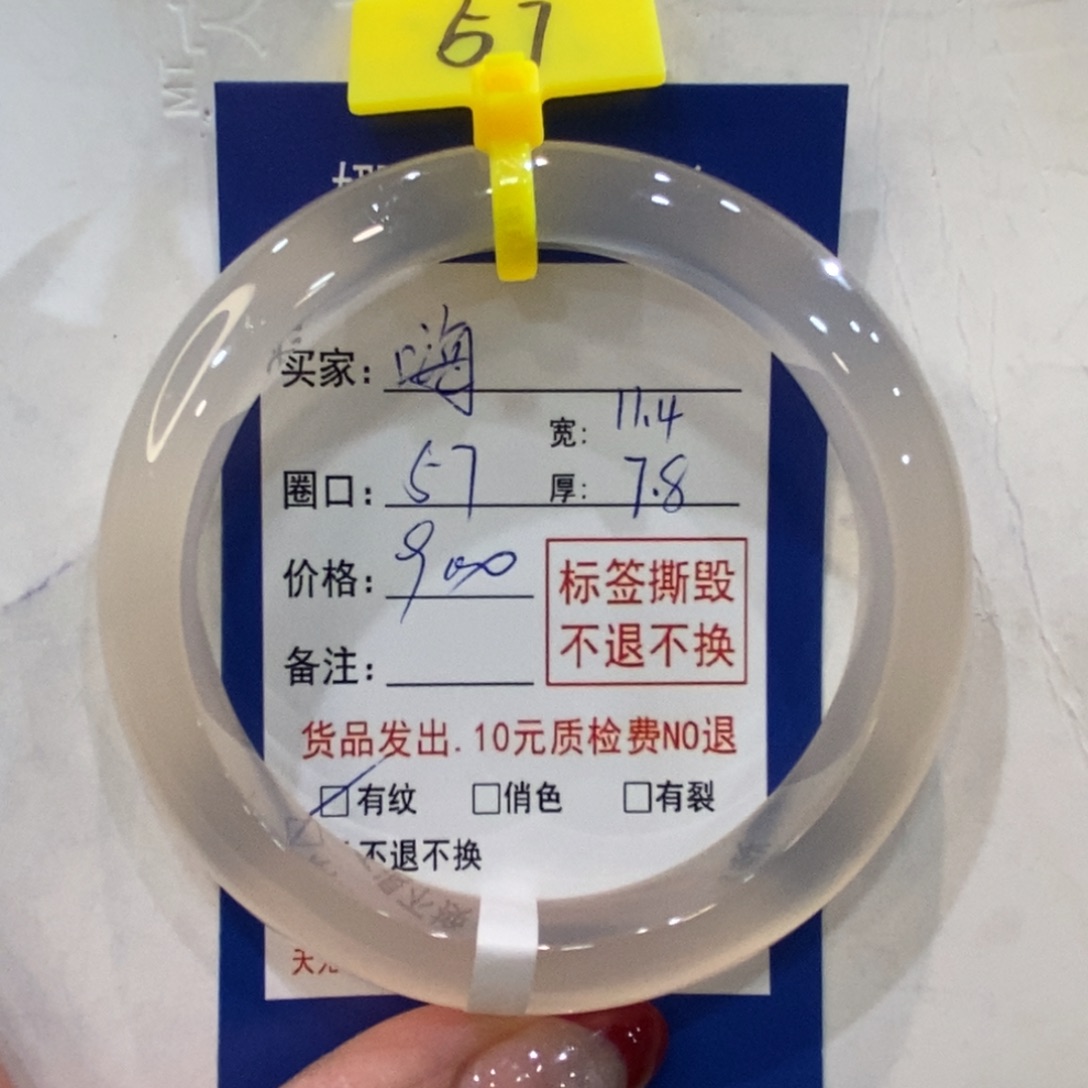 57
买家: 嗨
宽: 11.4
圈口: 57
厚: 7.8
价格: 900
标签撕毁
不退不换
备注:
货品发出.10元质检费NO退
有纹 俏色 有裂
不退不换